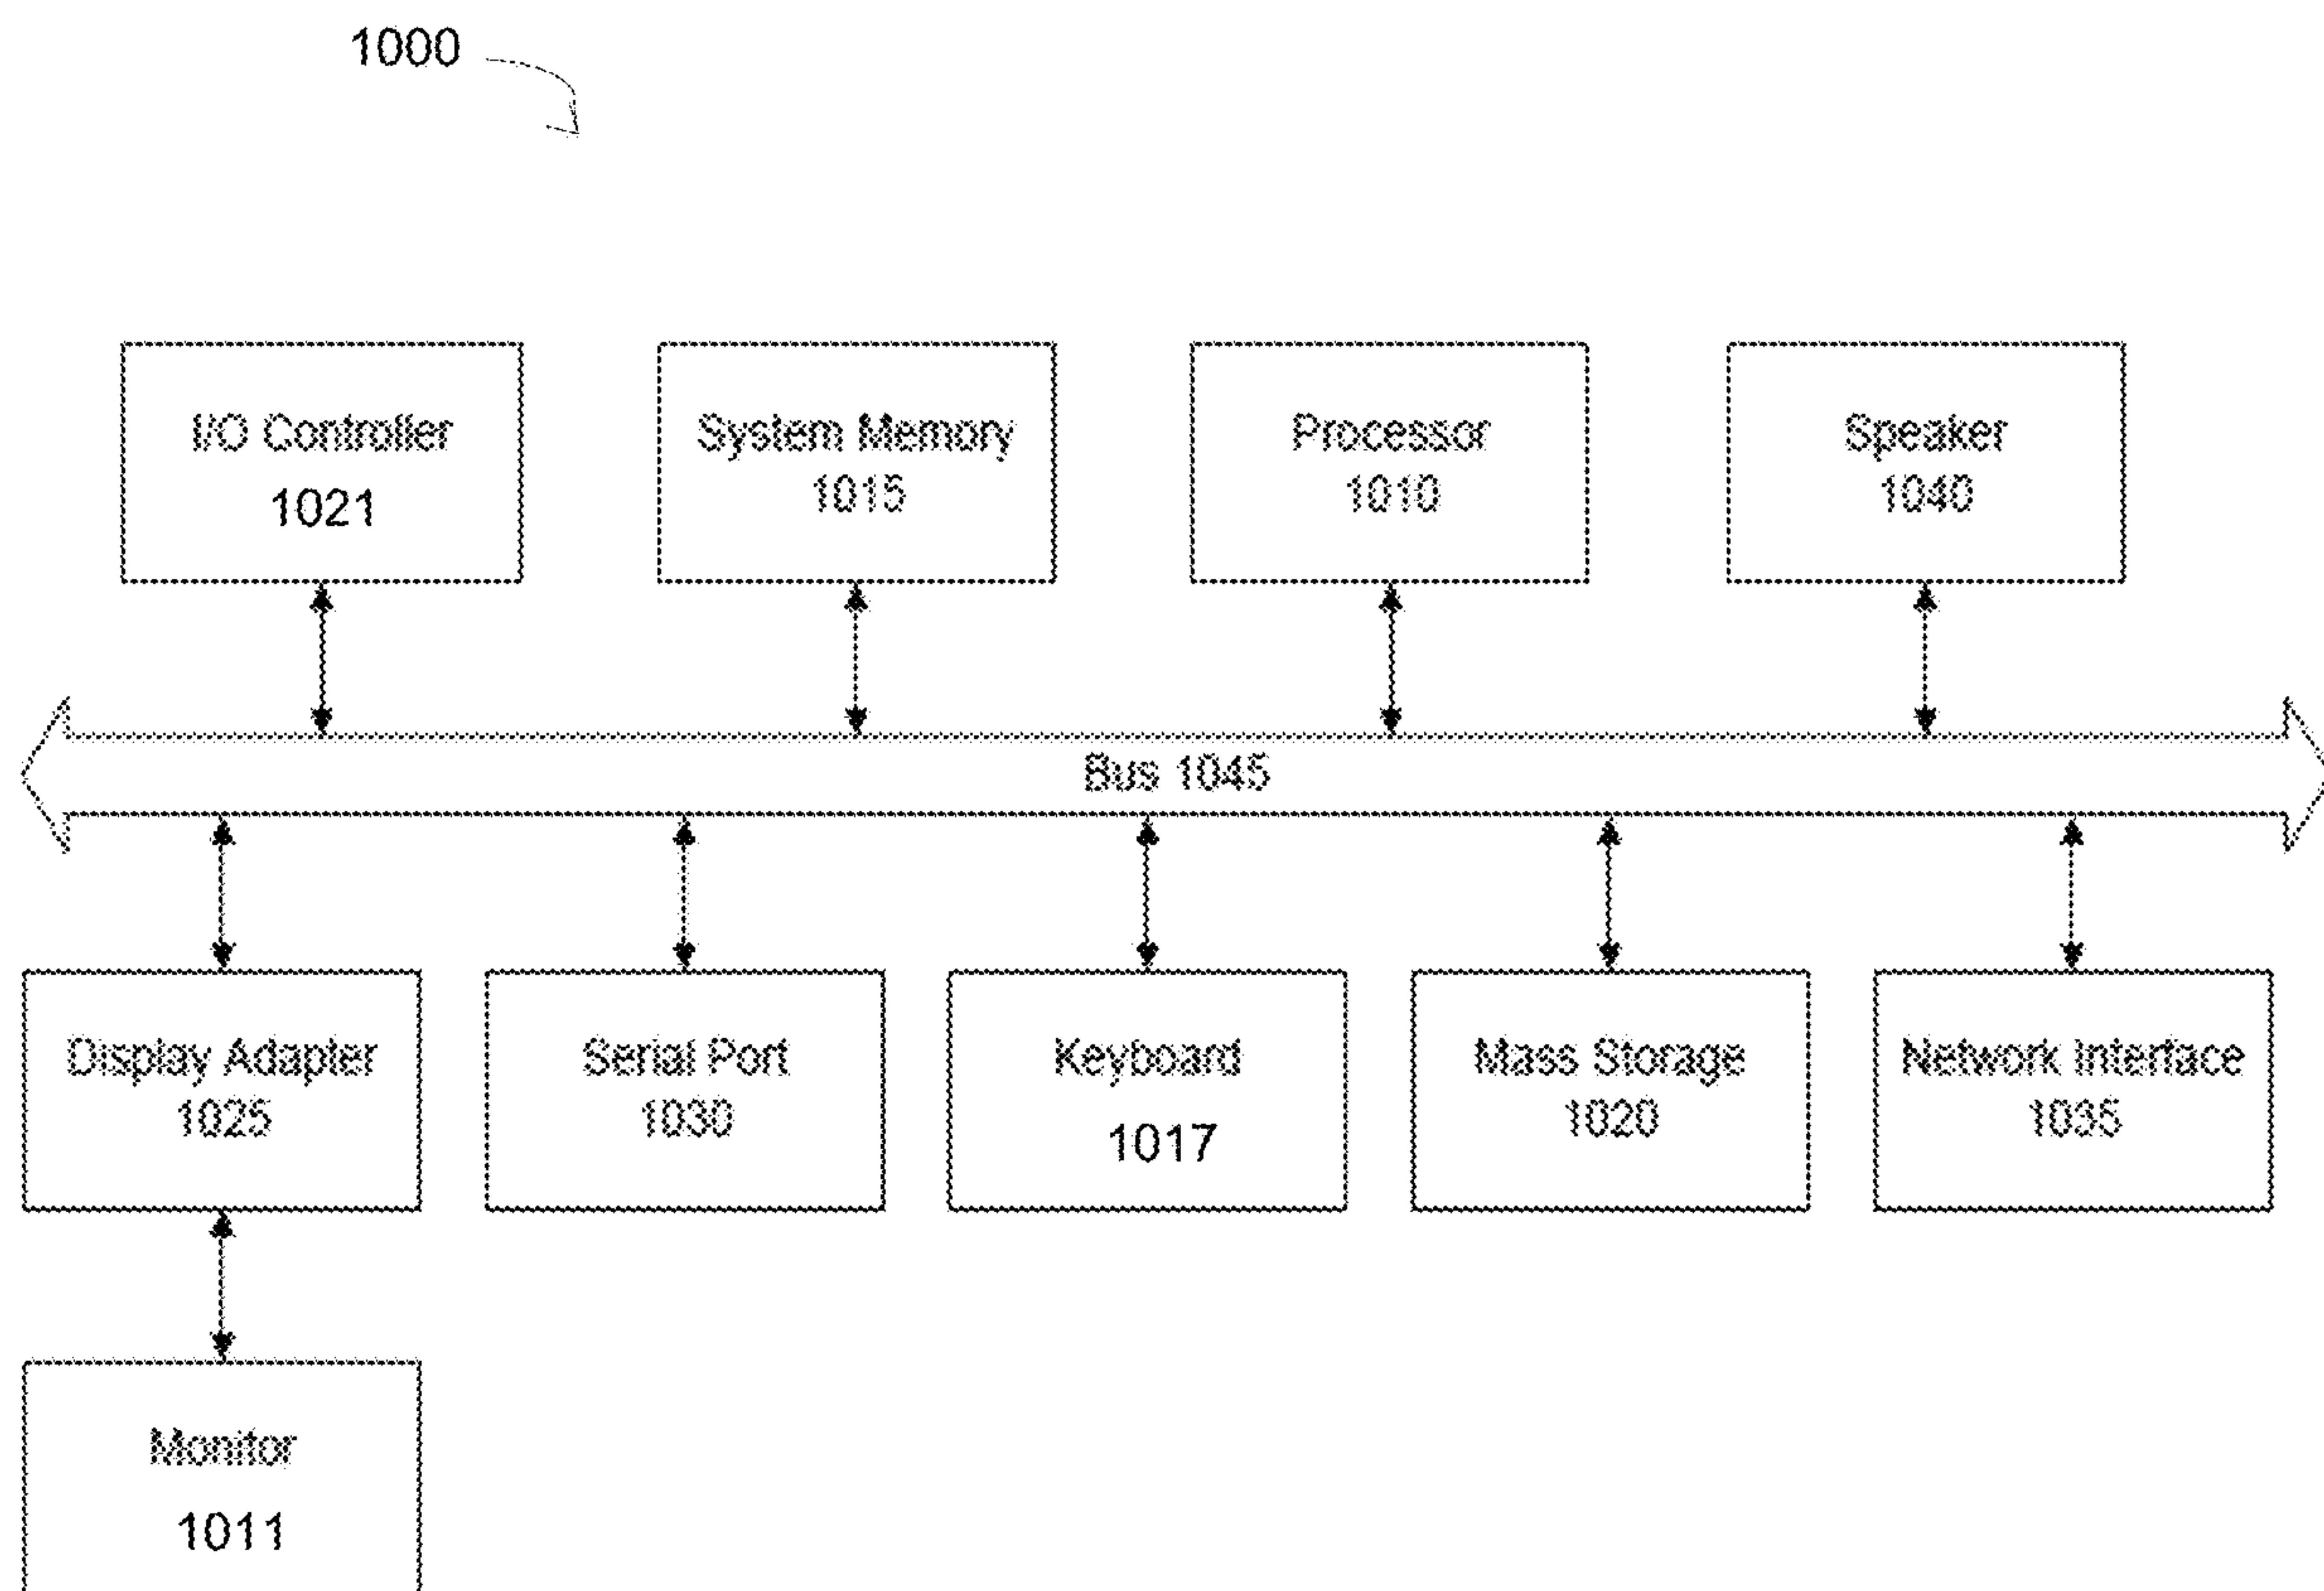 1000
I/O Controller
1021
System Memory
1015
Processor
1010
Speaker
1040
Bus 1045
Display Adapter
1025
Serial Port
1030
Keyboard
1017
Mass Storage
1020
Network Interface
1035
Monitor
1011